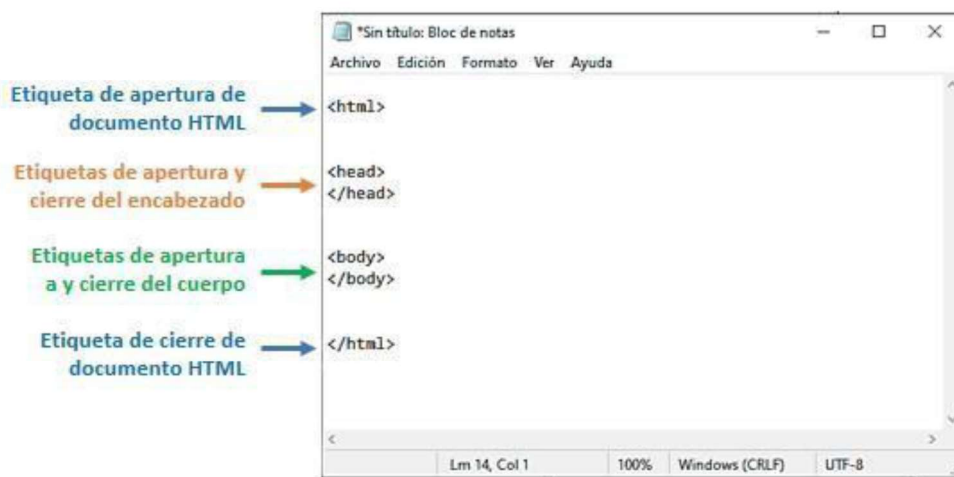 *Sin título: Bloc de notas
Archivo Edición Formato Ver Ayuda
Etiqueta de apertura de
documento HTML
<html>
Etiquetas de apertura y
cierre del encabezado
<head>
</head>
Etiquetas de apertura
a y cierre del cuerpo
<body>
</body>
Etiqueta de cierre de
documento HTML
</html>
Lm 14, Col 1 100% Windows (CRLF) UTF-8